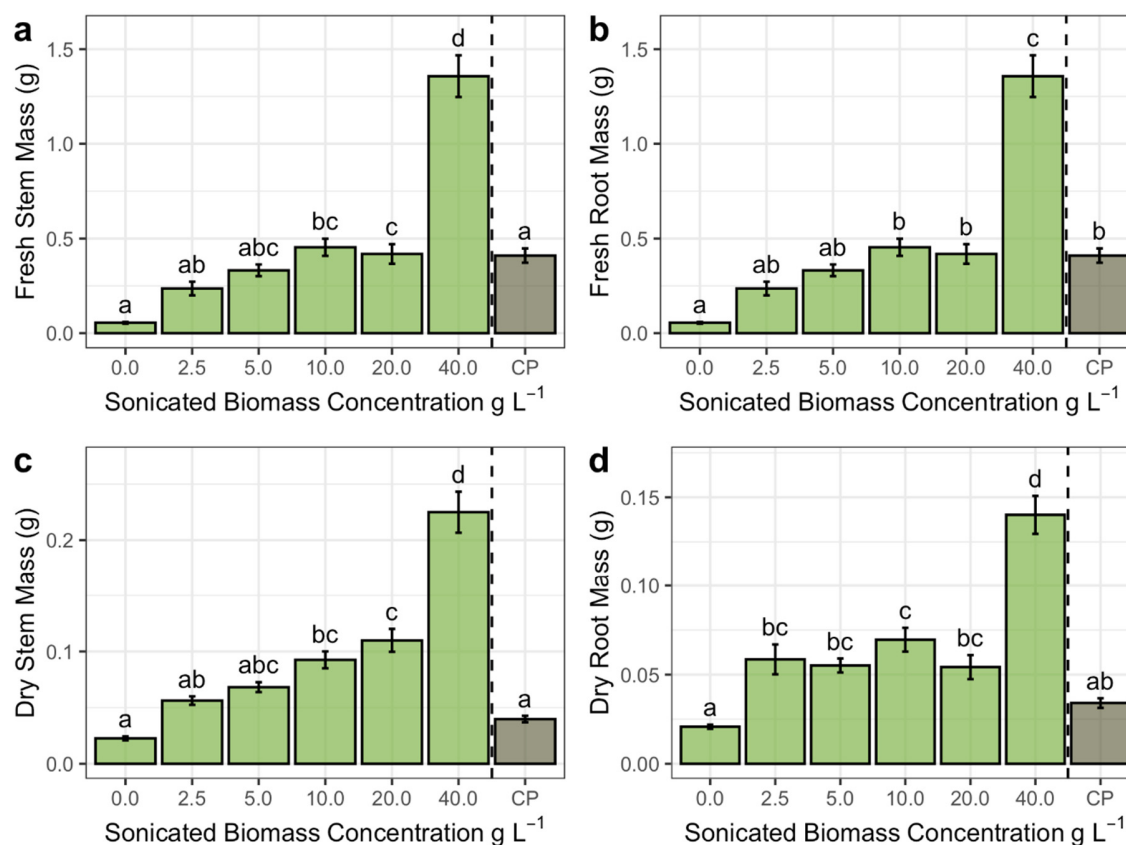 a
Fresh Stem Mass (g)
1.5
1.0
0.5
0.0
a
ab
abc
bc
c
d
a
0.0 2.5 5.0 10.0 20.0 40.0 CP
Sonicated Biomass Concentration g L⁻¹
b
Fresh Root Mass (g)
1.5
1.0
0.5
0.0
a
ab
ab
b
b
c
b
0.0 2.5 5.0 10.0 20.0 40.0 CP
Sonicated Biomass Concentration g L⁻¹
c
Dry Stem Mass (g)
0.2
0.1
0.0
a
ab
abc
bc
c
d
a
0.0 2.5 5.0 10.0 20.0 40.0 CP
Sonicated Biomass Concentration g L⁻¹
d
Dry Root Mass (g)
0.15
0.10
0.05
0.00
a
bc
bc
c
bc
d
ab
0.0 2.5 5.0 10.0 20.0 40.0 CP
Sonicated Biomass Concentration g L⁻¹